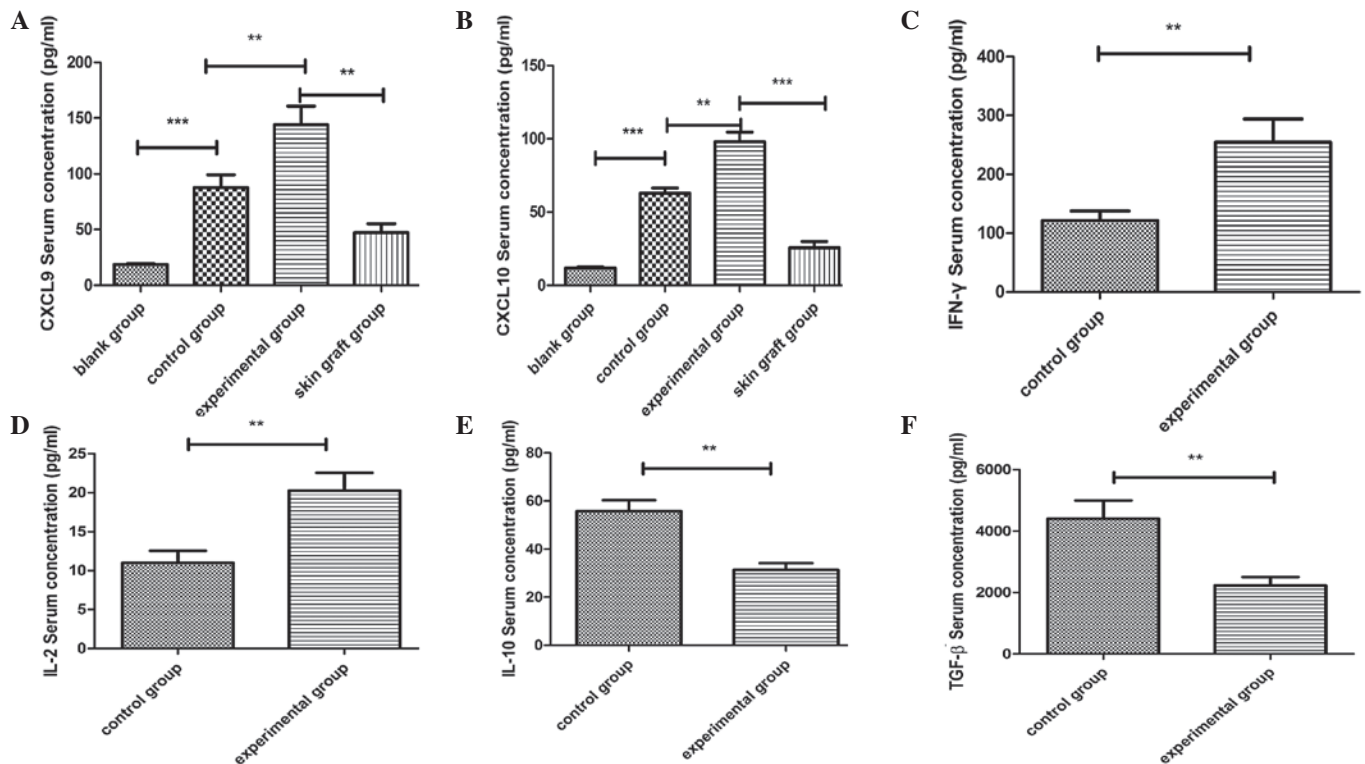 A
CXCL9 Serum concentration (pg/ml)
200
150
100
50
0
***
**
**
blank group
control group
experimental group
skin graft group
B
CXCL10 Serum concentration (pg/ml)
150
100
50
0
***
**
***
blank group
control group
experimental group
skin graft group
C
IFN-γ Serum concentration (pg/ml)
400
300
200
100
0
**
control group
experimental group
D
IL-2 Serum concentration (pg/ml)
25
20
15
10
5
0
**
control group
experimental group
E
IL-10 Serum concentration (pg/ml)
80
60
40
20
0
**
control group
experimental group
F
TGF-β Serum concentration (pg/ml)
6000
4000
2000
0
**
control group
experimental group